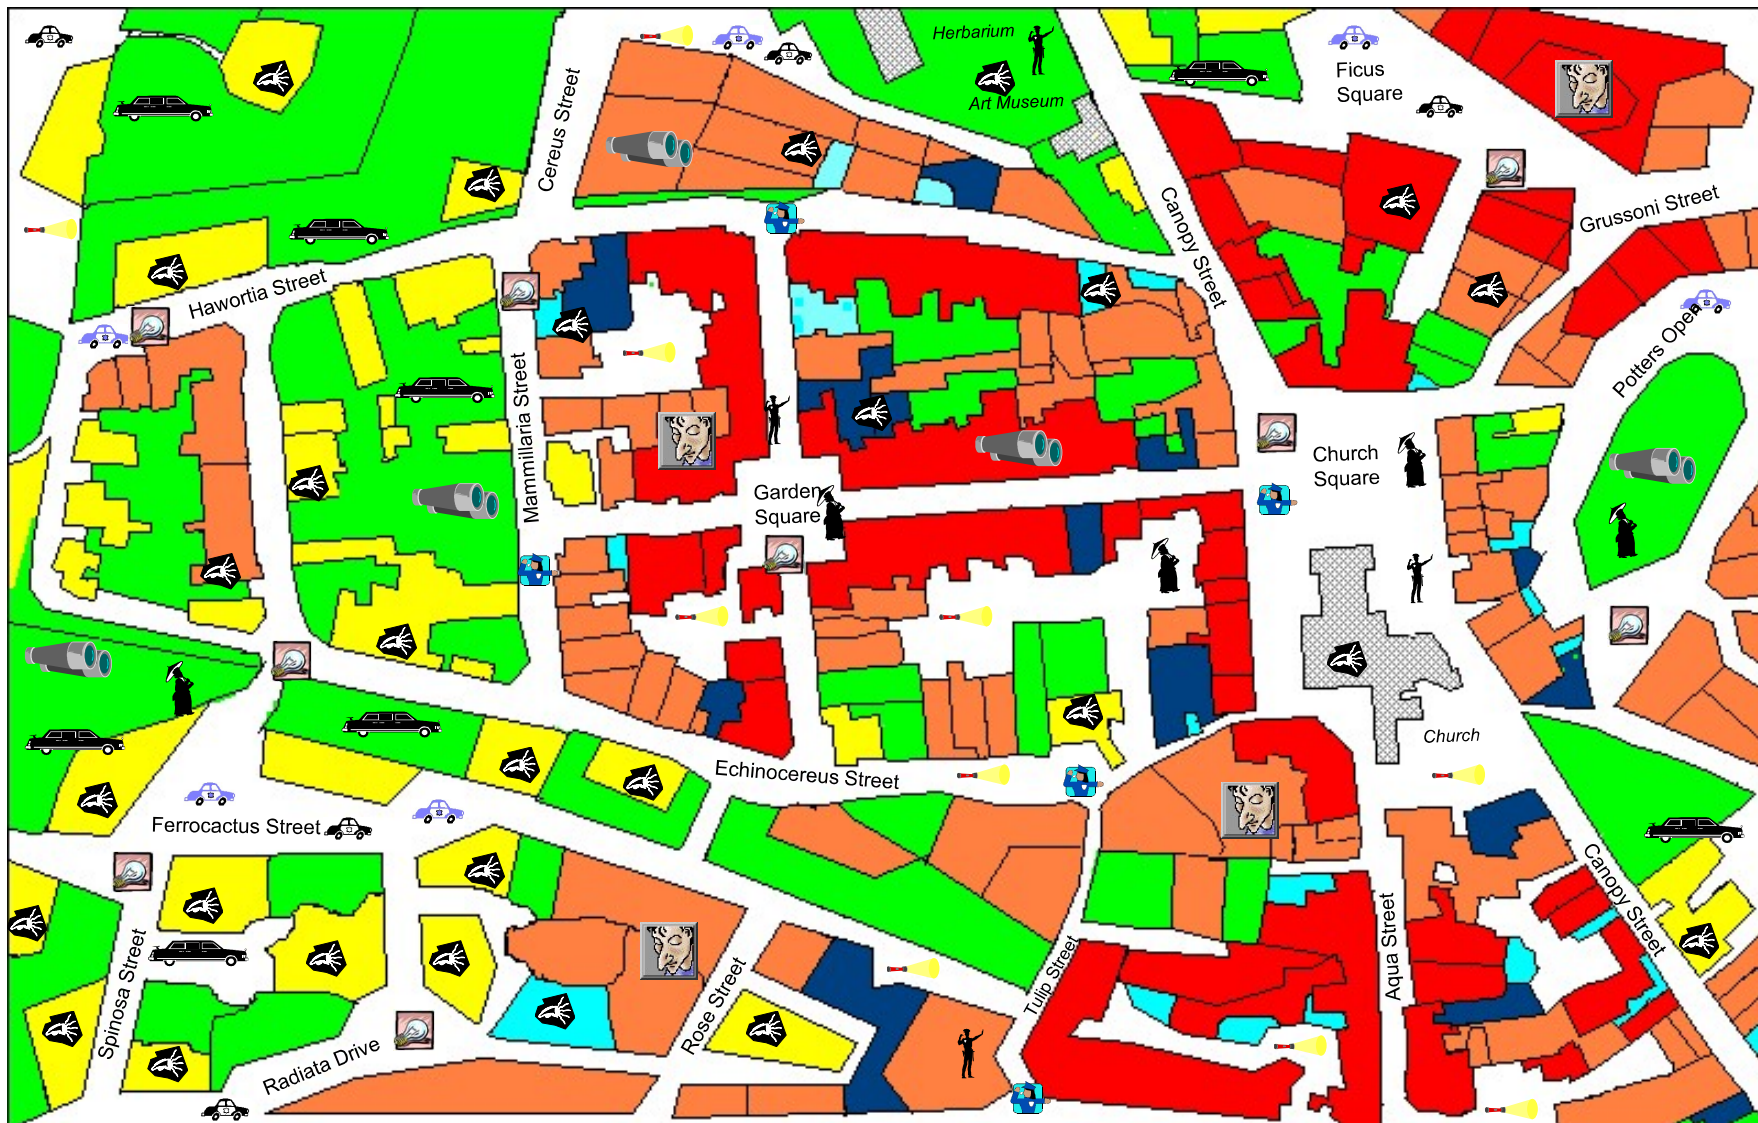 Herbarium
Art Museum
Ficus
Square
Cereus Street
Canopy Street
Grussoni Street
Hawortia Street
Potters Open
Mammillaria Street
Garden
Square
Church
Square
Church
Echinocereus Street
Ferrocactus Street
Canopy Street
Spinosa Street
Radiata Drive
Rose Street
Tulip Street
Aqua Street